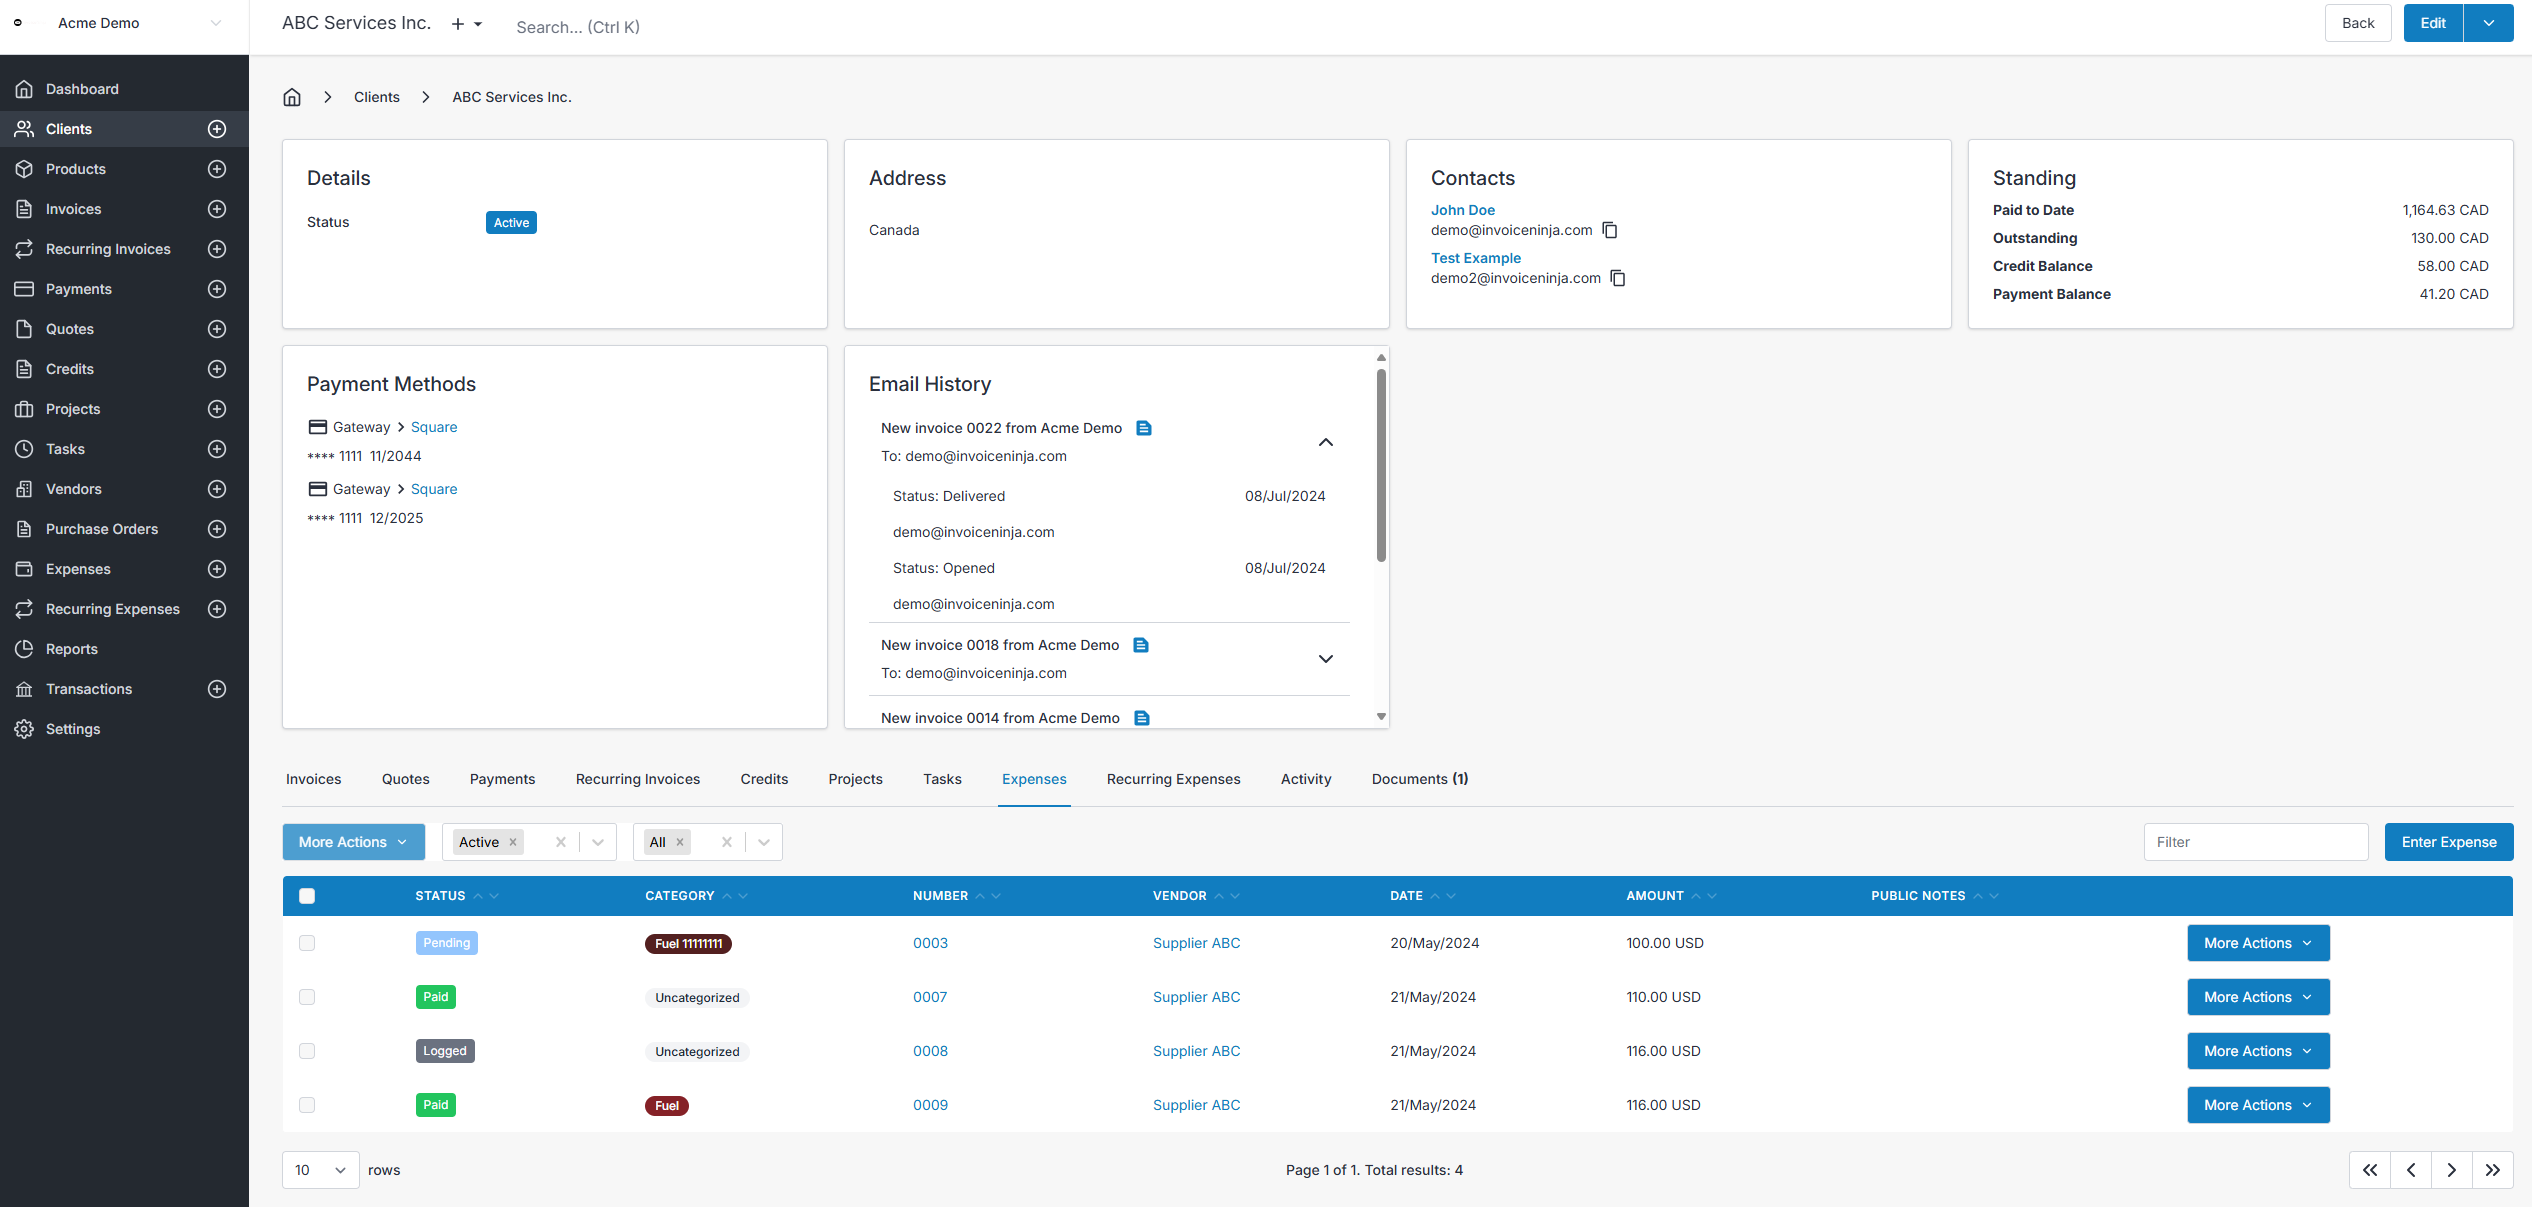 Acme Demo
ABC Services Inc.
Search... (Ctrl K)
Back
Edit
Dashboard
Clients
Products
Invoices
Recurring Invoices
Payments
Quotes
Credits
Projects
Tasks
Vendors
Purchase Orders
Expenses
Recurring Expenses
Reports
Transactions
Settings
Clients ABC Services Inc.
Details
Status Active
Address
Canada
Contacts
John Doe
demo@invoiceninja.com
Test Example
demo2@invoiceninja.com
Standing
Paid to Date 1,164.63 CAD
Outstanding 130.00 CAD
Credit Balance 58.00 CAD
Payment Balance 41.20 CAD
Payment Methods
Gateway Square
**** 1111 11/2044
Gateway Square
**** 1111 12/2025
Email History
New invoice 0022 from Acme Demo
To: demo@invoiceninja.com
Status: Delivered 08/Jul/2024
demo@invoiceninja.com
Status: Opened 08/Jul/2024
demo@invoiceninja.com
New invoice 0018 from Acme Demo
To: demo@invoiceninja.com
New invoice 0014 from Acme Demo
Invoices Quotes Payments Recurring Invoices Credits Projects Tasks Expenses Recurring Expenses Activity Documents (1)
More Actions Active All Filter Enter Expense
STATUS CATEGORY NUMBER VENDOR DATE AMOUNT PUBLIC NOTES
Pending Fuel 11111111 0003 Supplier ABC 20/May/2024 100.00 USD More Actions
Paid Uncategorized 0007 Supplier ABC 21/May/2024 110.00 USD More Actions
Logged Uncategorized 0008 Supplier ABC 21/May/2024 116.00 USD More Actions
Paid Fuel 0009 Supplier ABC 21/May/2024 116.00 USD More Actions
10 rows Page 1 of 1. Total results: 4